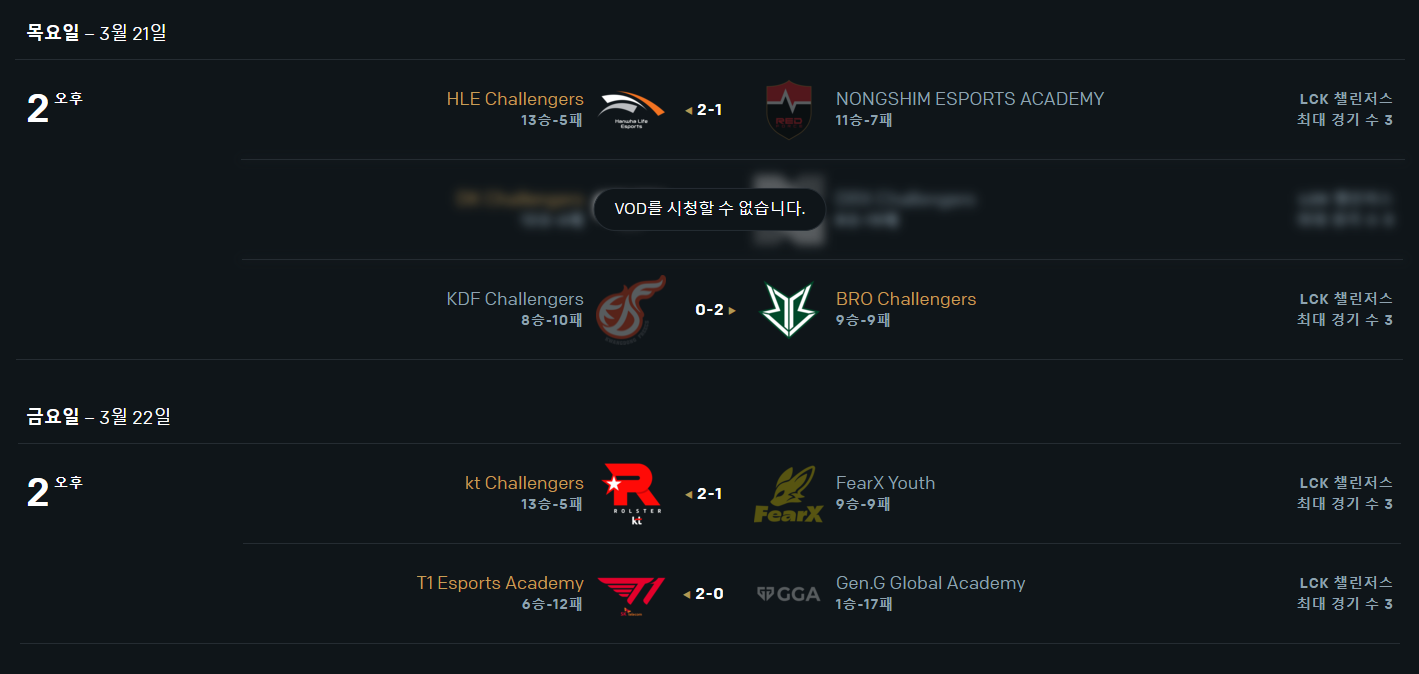 목요일 – 3월 21일
2 오후
HLE Challengers
13승-5패
Hanwha Life
Esports
2-1
RED
NONGSHIM ESPORTS ACADEMY
11승-7패
LCK 챌린저스
최대 경기 수 3
VOD를 시청할 수 없습니다.
KDF Challengers
8승-10패
0-2
BRO Challengers
9승-9패
LCK 챌린저스
최대 경기 수 3
금요일 – 3월 22일
2 오후
kt Challengers
13승-5패
R
ROLSTER
kt
2-1
FearX
FearX Youth
9승-9패
LCK 챌린저스
최대 경기 수 3
T1 Esports Academy
6승-12패
T1
2-0
GGA
Gen.G Global Academy
1승-17패
LCK 챌린저스
최대 경기 수 3